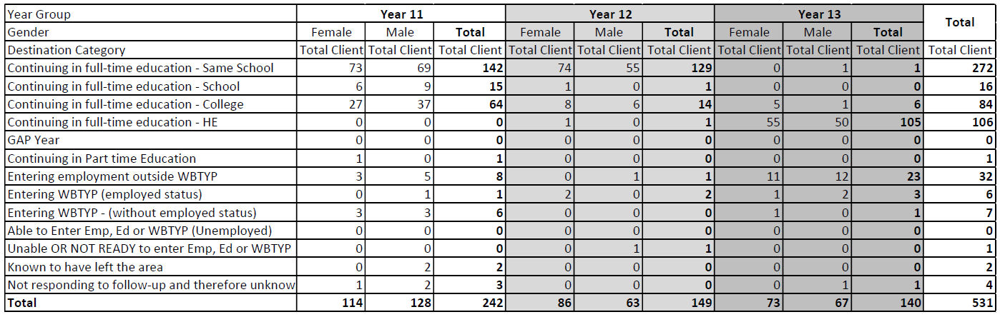 Year Group Year 11 Year 12 Year 13 Total
Gender Female Male Total Female Male Total Female Male Total
Destination Category Total Client Total Client Total Client Total Client Total Client Total Client Total Client Total Client Total Client Total Client
Continuing in full-time education - Same School 73 69 142 74 55 129 0 1 1 272
Continuing in full-time education - School 6 9 15 1 0 1 0 0 0 16
Continuing in full-time education - College 27 37 64 8 6 14 5 1 6 84
Continuing in full-time education - HE 0 0 0 1 0 1 55 50 105 106
GAP Year 0 0 0 0 0 0 0 0 0 0
Continuing in Part time Education 1 0 1 0 0 0 0 0 0 1
Entering employment outside WBTYP 3 5 8 0 1 1 11 12 23 32
Entering WBTYP (employed status) 0 1 1 2 0 2 1 2 3 6
Entering WBTYP - (without employed status) 3 3 6 0 0 0 1 0 1 7
Able to Enter Emp, Ed or WBTYP (Unemployed) 0 0 0 0 0 0 0 0 0 0
Unable OR NOT READY to enter Emp, Ed or WBTYP 0 0 0 0 1 1 0 0 0 1
Known to have left the area 0 2 2 0 0 0 0 0 0 2
Not responding to follow-up and therefore unknow 1 2 3 0 0 0 0 1 1 4
Total 114 128 242 86 63 149 73 67 140 531